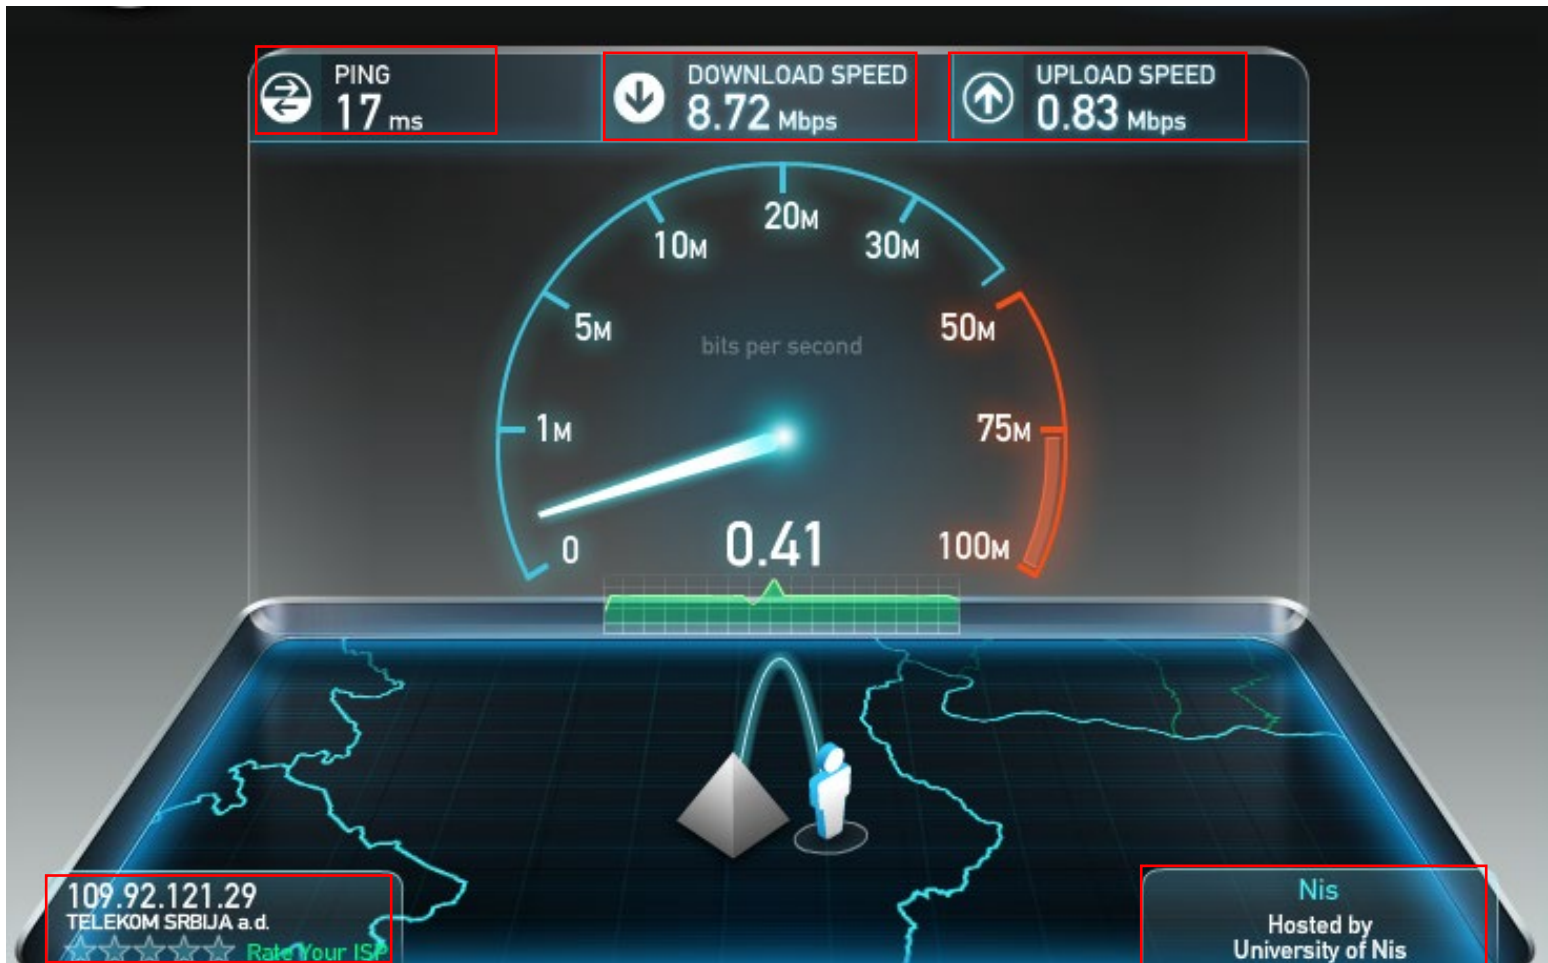 PING
17 ms
DOWNLOAD SPEED
8.72 Mbps
UPLOAD SPEED
0.83 Mbps
20M
10M
30M
5M
50M
bits per second
1M
75M
0
0.41
100M
109.92.121.29
TELEKOM SRBIJA a.d.
Rate Your ISP
Nis
Hosted by
University of Nis